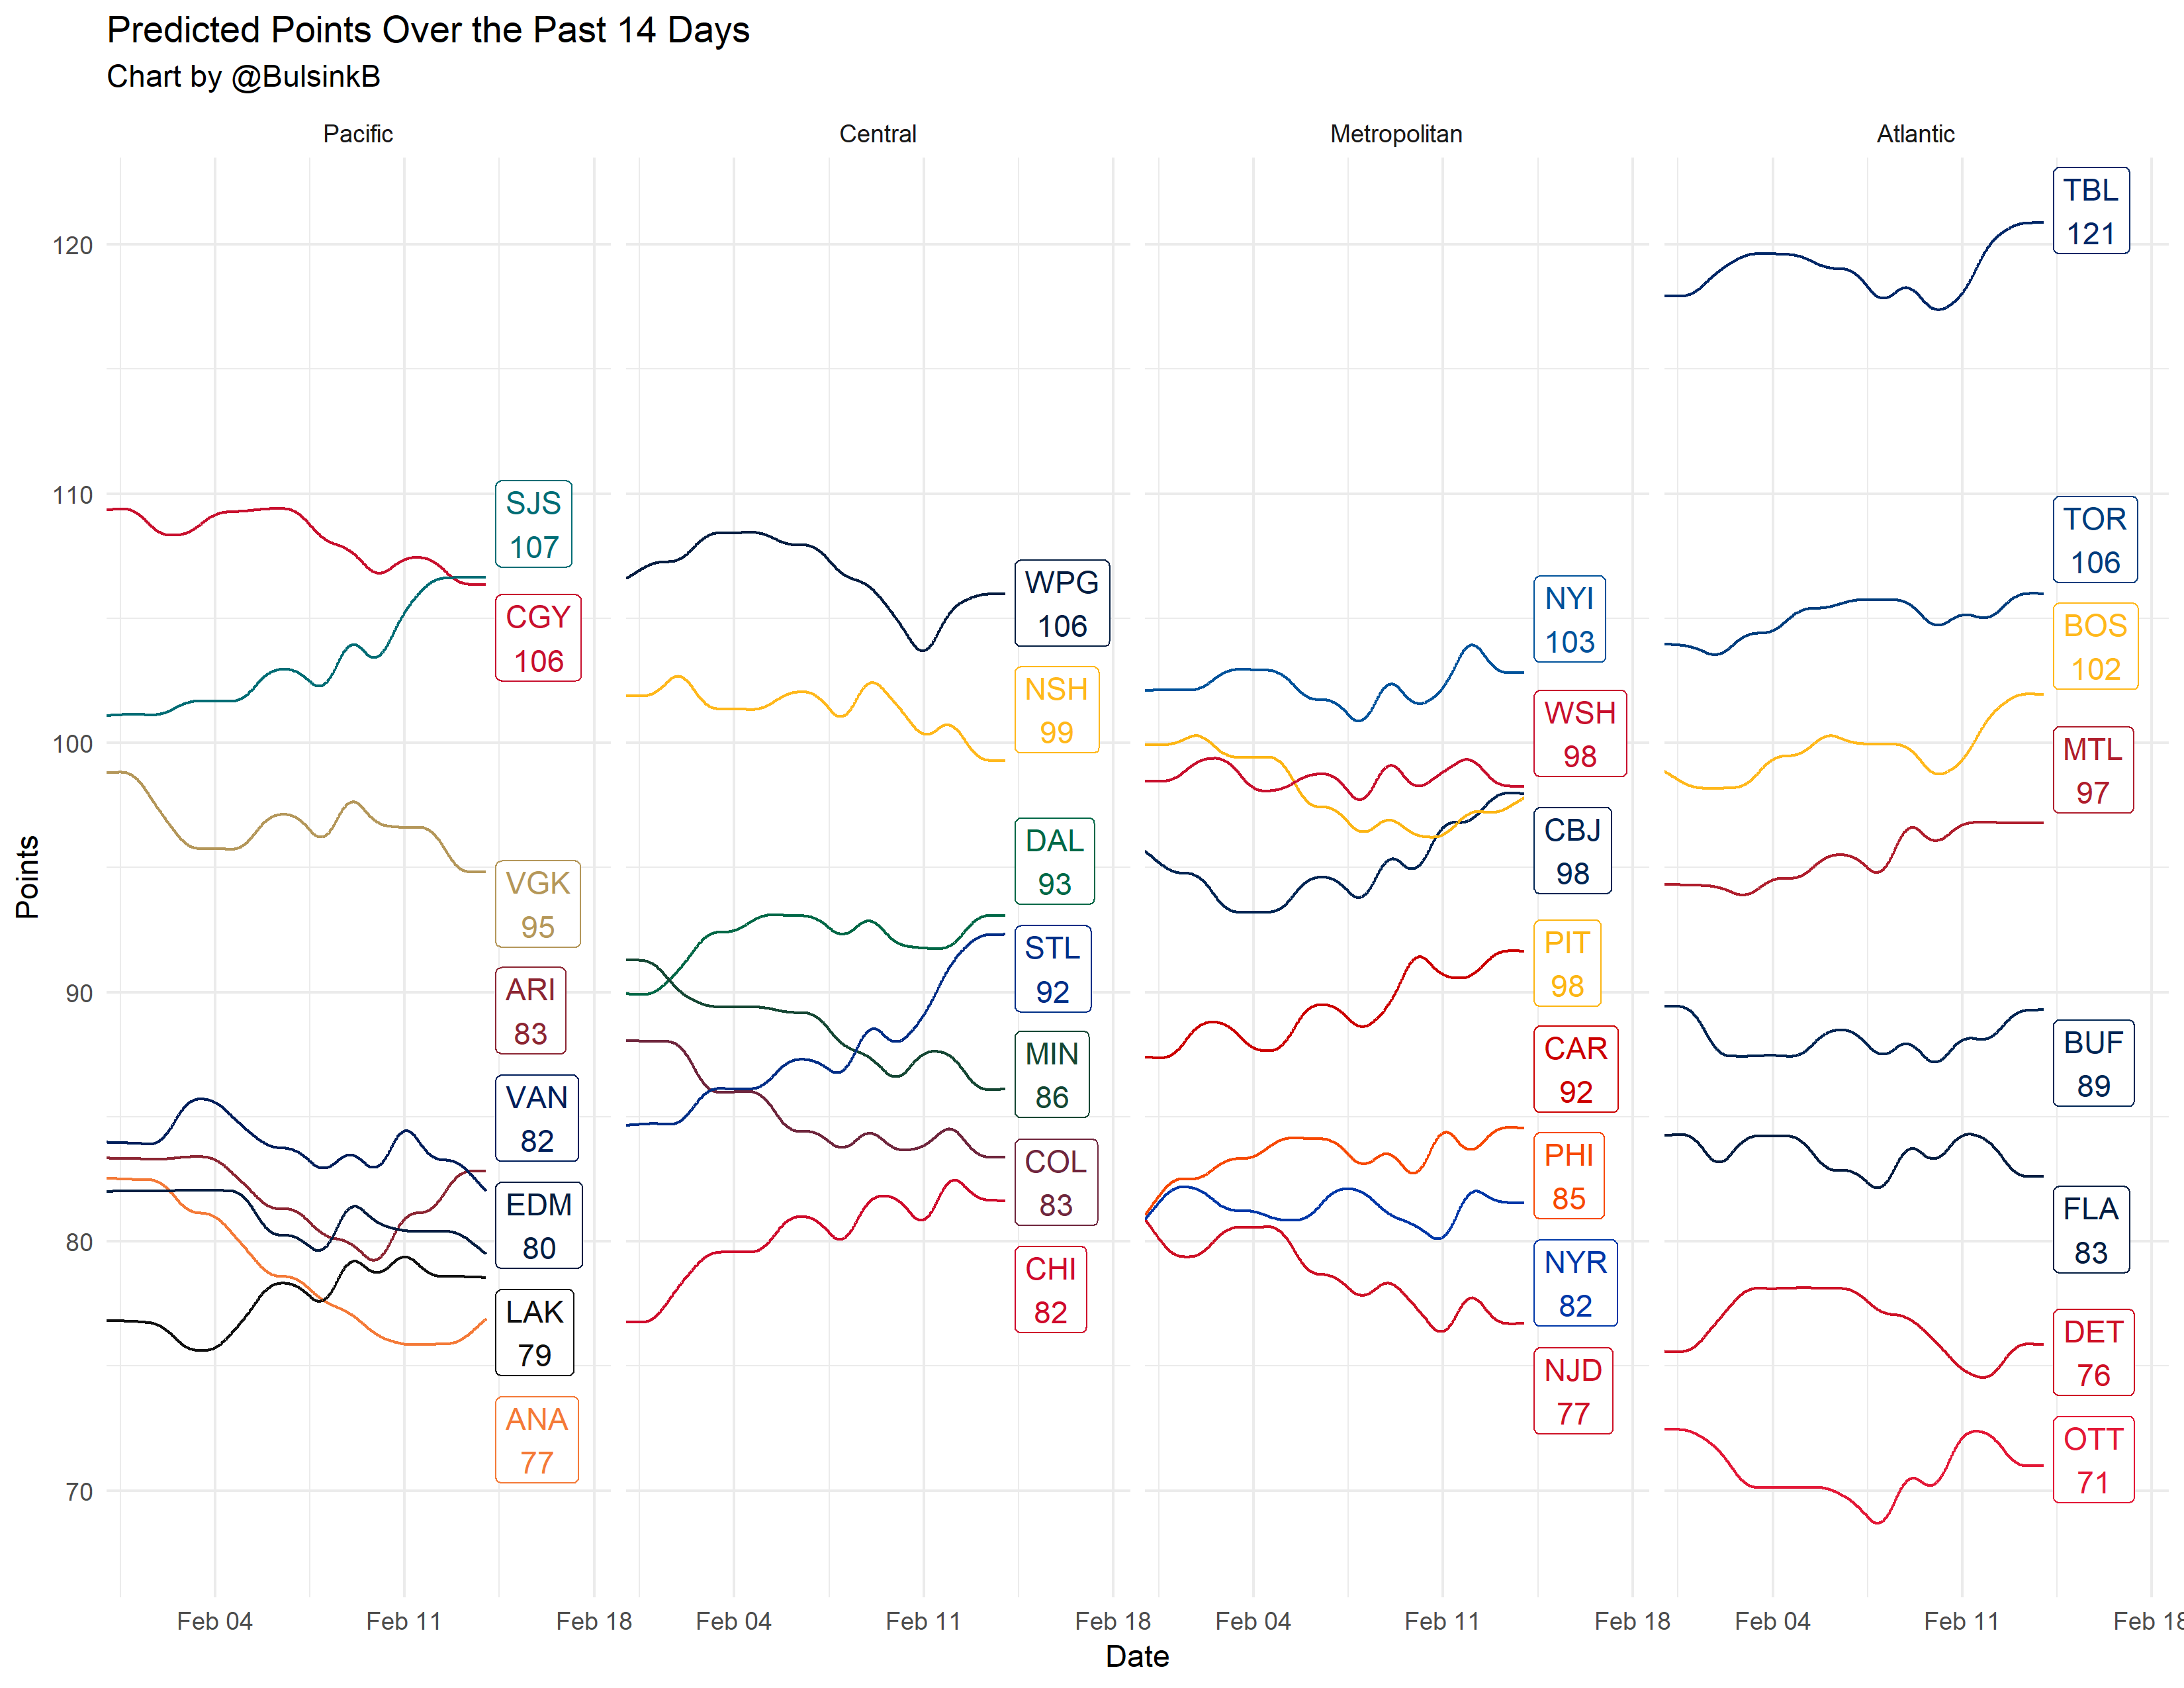 Predicted Points Over the Past 14 Days
Chart by @BulsinkB
Pacific
Central
Metropolitan
Atlantic
Points
120
110
100
90
80
70
SJS
107
CGY
106
VGK
95
ARI
83
VAN
82
EDM
80
LAK
79
ANA
77
WPG
106
NSH
99
DAL
93
STL
92
MIN
86
COL
83
CHI
82
NYI
103
WSH
98
CBJ
98
PIT
98
CAR
92
PHI
85
NYR
82
NJD
77
TBL
121
TOR
106
BOS
102
MTL
97
BUF
89
FLA
83
DET
76
OTT
71
Feb 04
Feb 11
Feb 18
Feb 04
Feb 11
Feb 18
Feb 04
Feb 11
Feb 18
Feb 04
Feb 11
Feb 18
Date